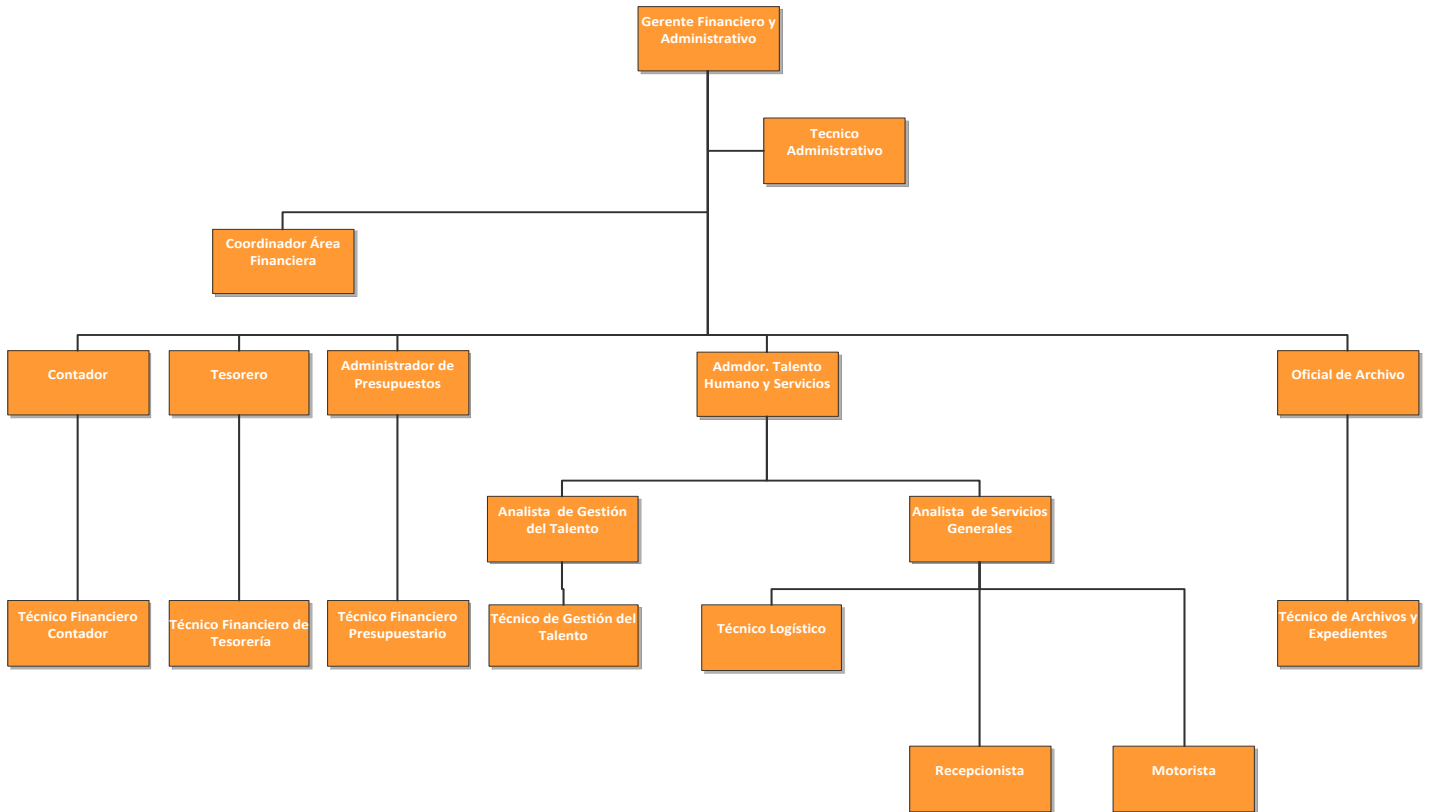 Gerente Financiero y
Administrativo
Tecnico
Administrativo
Coordinador Área
Financiera
Contador
Tesorero
Administrador de
Presupuestos
Admdor. Talento
Humano y Servicios
Oficial de Archivo
Analista de Gestión
del Talento
Analista de Servicios
Generales
Técnico Financiero
Contador
Técnico Financiero de
Tesorería
Técnico Financiero
Presupuestario
Técnico de Gestión del
Talento
Técnico Logístico
Técnico de Archivos y
Expedientes
Recepcionista
Motorista